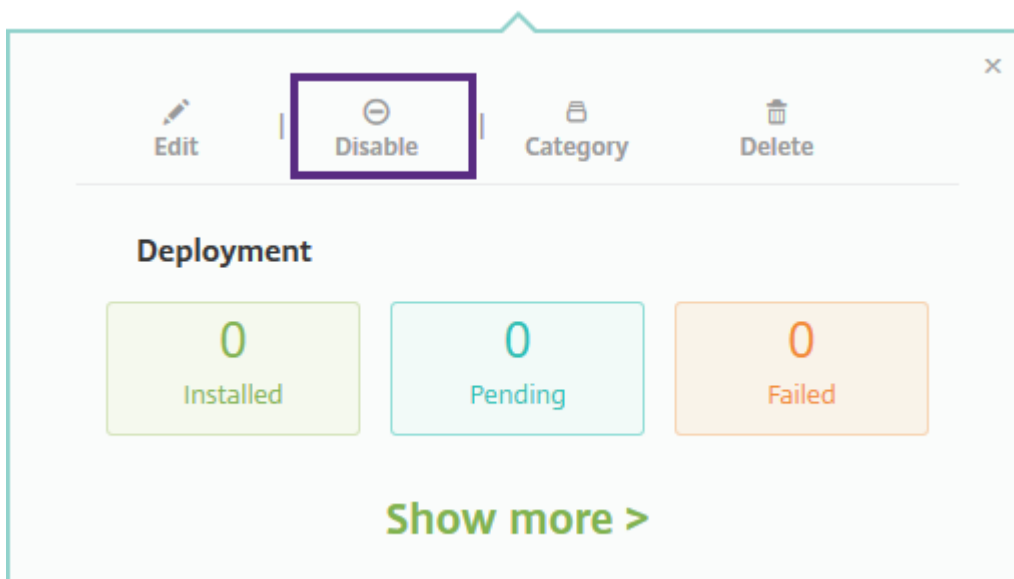 ×
Edit | Disable | Category Delete
Deployment
0 0 0
Installed Pending Failed
Show more >